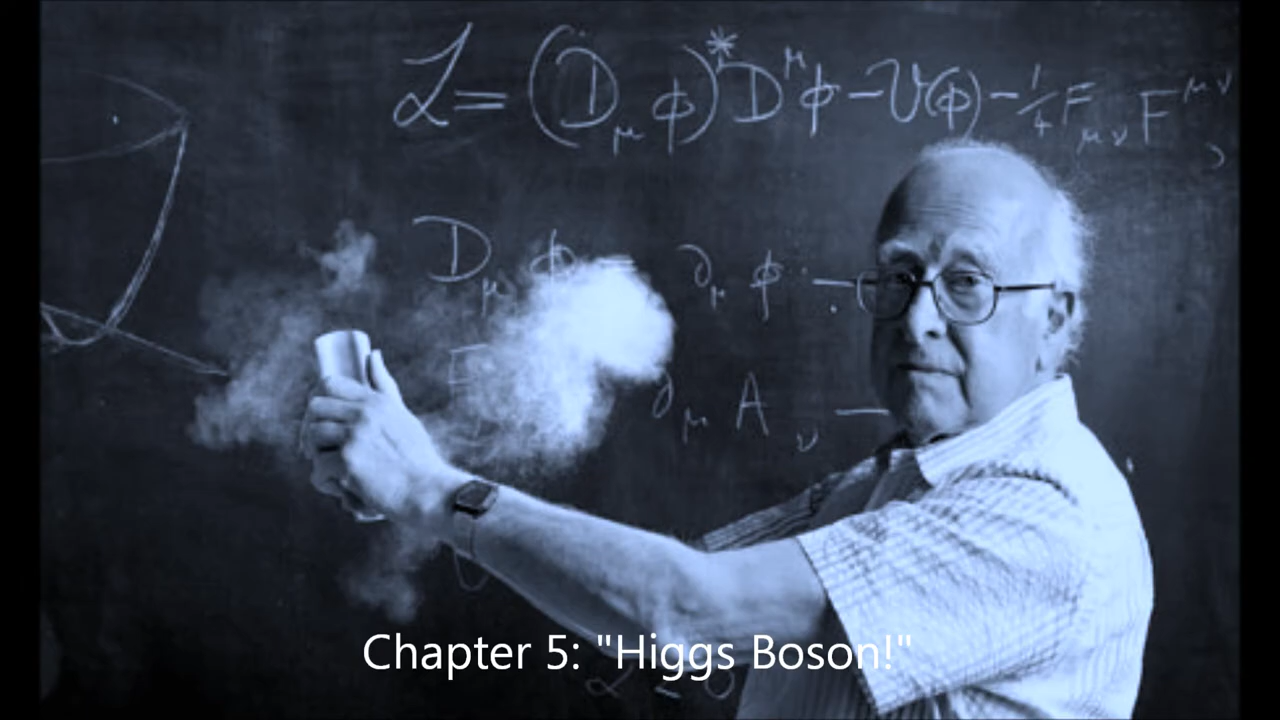 ℒ = (D_μ φ)* D^μ φ − U(φ) − 1/4 F_μν F^μν,
D_μ φ = ∂_μ φ −
∂_μ A_ν −
Chapter 5: "Higgs Boson!"